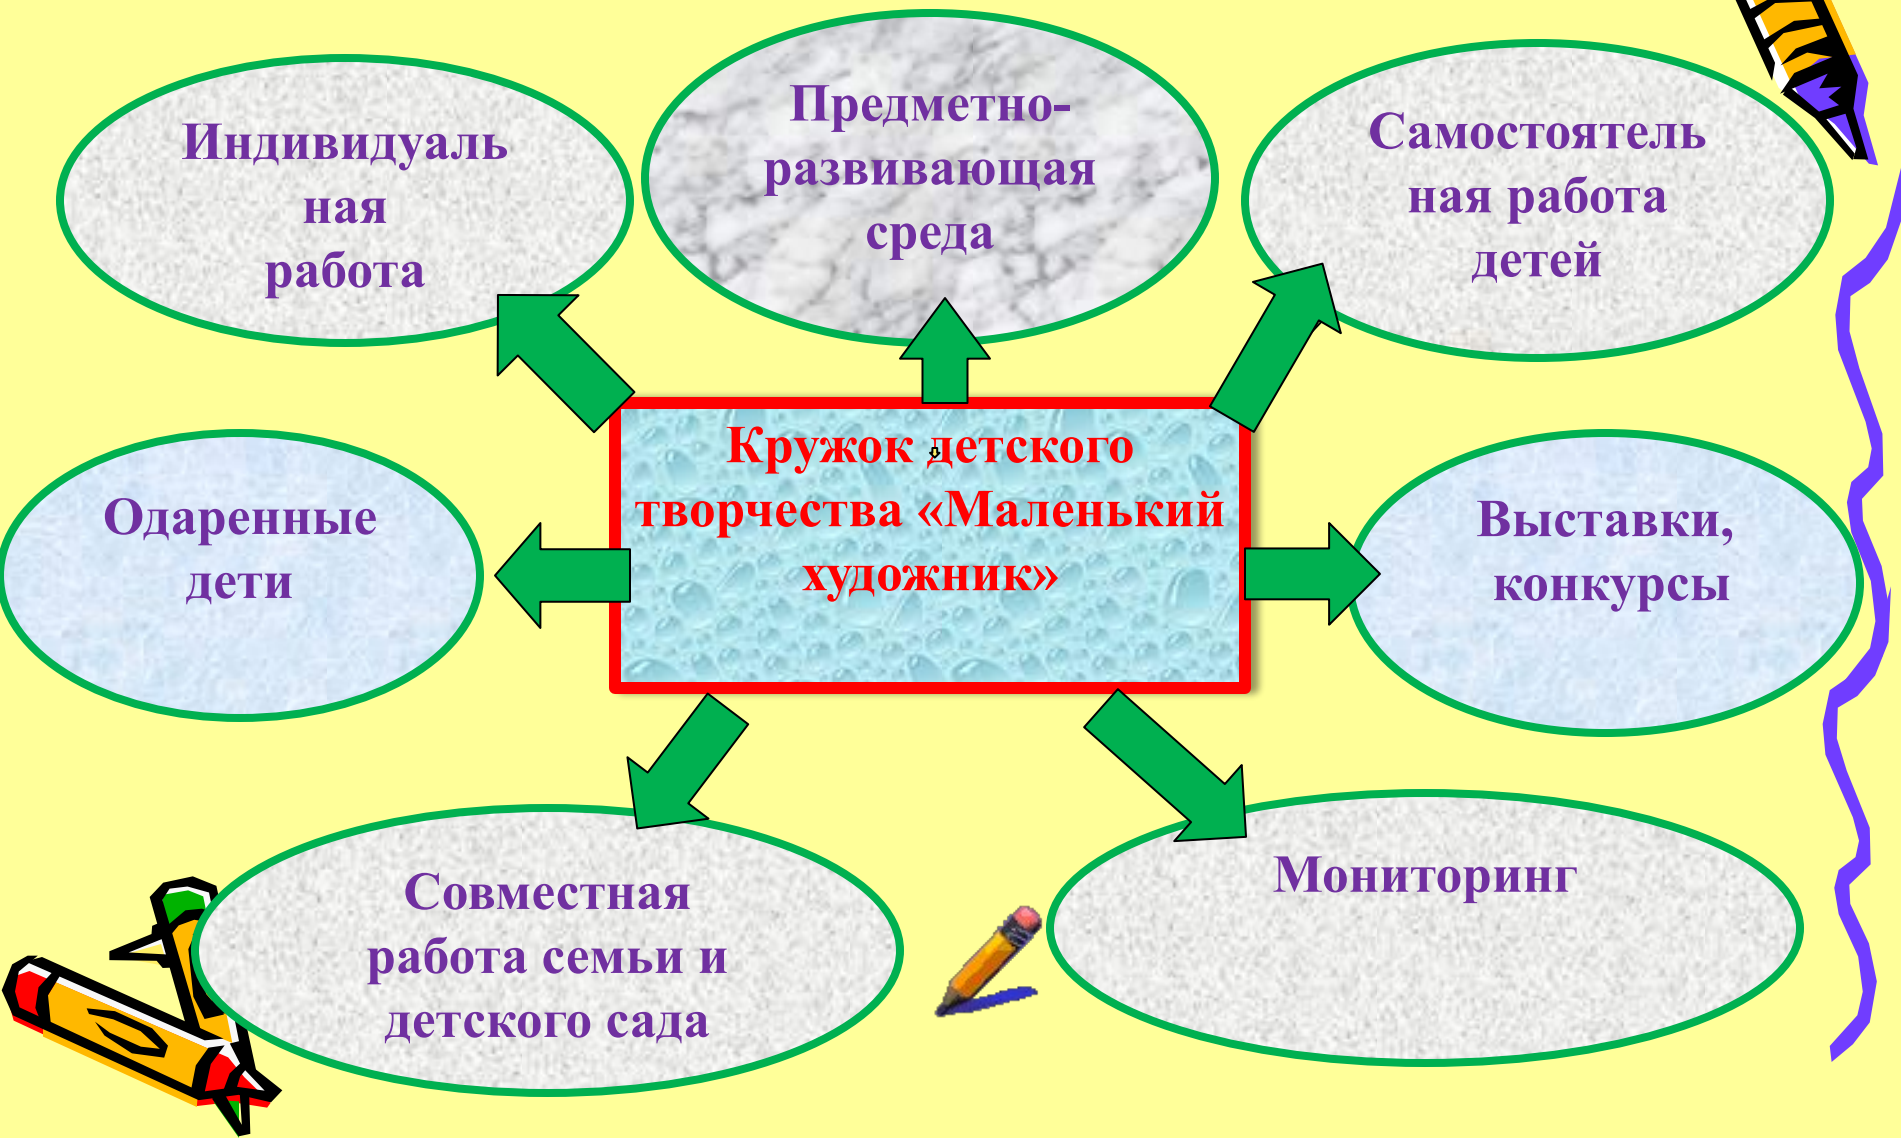 Индивидуаль
ная
работа
Предметно-
развивающая
среда
Самостоятель
ная работа
детей
Кружок детского
творчества «Маленький
художник»
Одаренные
дети
Выставки,
конкурсы
Совместная
работа семьи и
детского сада
Мониторинг